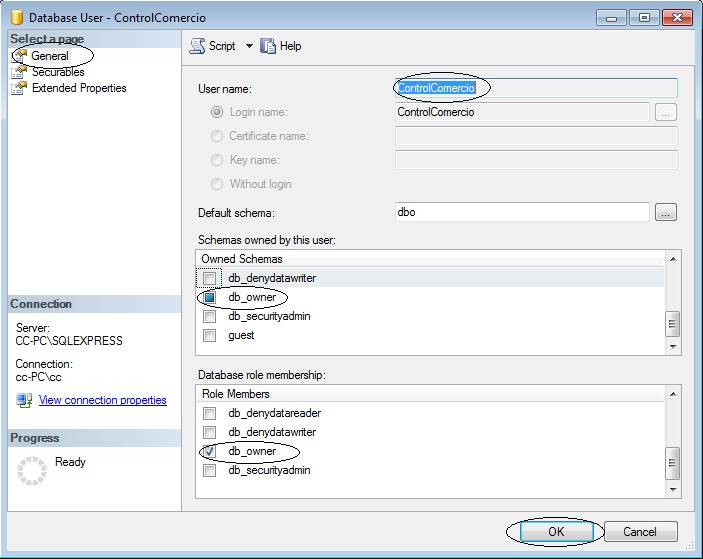 Database User - ControlComercio
Select a page
General
Securables
Extended Properties
Script
Help
User name:
ControlComercio
Login name:
ControlComercio
...
Certificate name:
Key name:
Without login
Default schema:
dbo
...
Schemas owned by this user:
Owned Schemas
db_denydatawriter
db_owner
db_securityadmin
guest
Connection
Server:
CC-PC\SQLEXPRESS
Connection:
cc-PC\cc
View connection properties
Database role membership:
Role Members
db_denydatareader
db_denydatawriter
db_owner
db_securityadmin
Progress
Ready
OK
Cancel